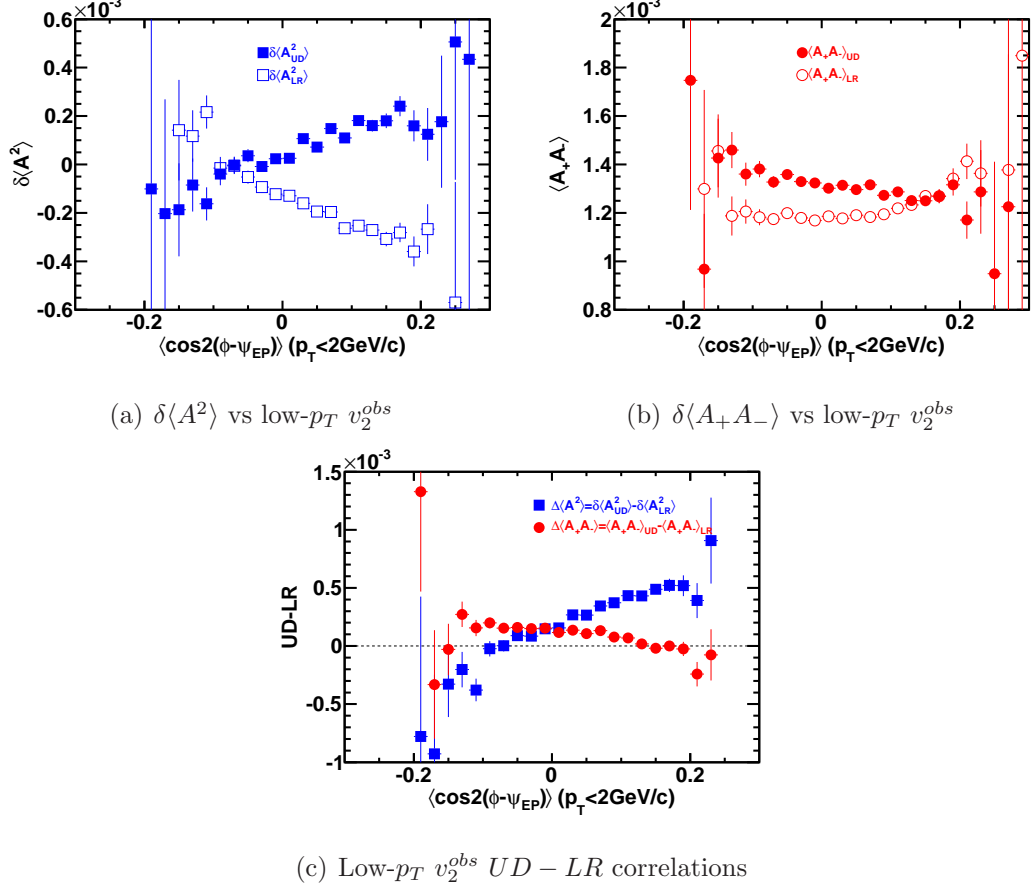 ×10⁻³
0.6
0.4
0.2
0
-0.2
-0.4
-0.6
δ⟨A²⟩
δ⟨A²_UD⟩
δ⟨A²_LR⟩
-0.2 0 0.2
⟨cos2(φ-ψ_EP)⟩ (p_T<2GeV/c)
(a) δ⟨A²⟩ vs low-p_T v_2^obs
×10⁻³
2
1.8
1.6
1.4
1.2
1
0.8
⟨A₊A₋⟩
⟨A₊A₋⟩_UD
⟨A₊A₋⟩_LR
-0.2 0 0.2
⟨cos2(φ-ψ_EP)⟩ (p_T<2GeV/c)
(b) δ⟨A₊A₋⟩ vs low-p_T v_2^obs
×10⁻³
1.5
1
0.5
0
-0.5
-1
UD-LR
Δ⟨A²⟩=δ⟨A²_UD⟩-δ⟨A²_LR⟩
Δ⟨A₊A₋⟩=⟨A₊A₋⟩_UD-⟨A₊A₋⟩_LR
-0.2 0 0.2
⟨cos2(φ-ψ_EP)⟩ (p_T<2GeV/c)
(c) Low-p_T v_2^obs UD − LR correlations